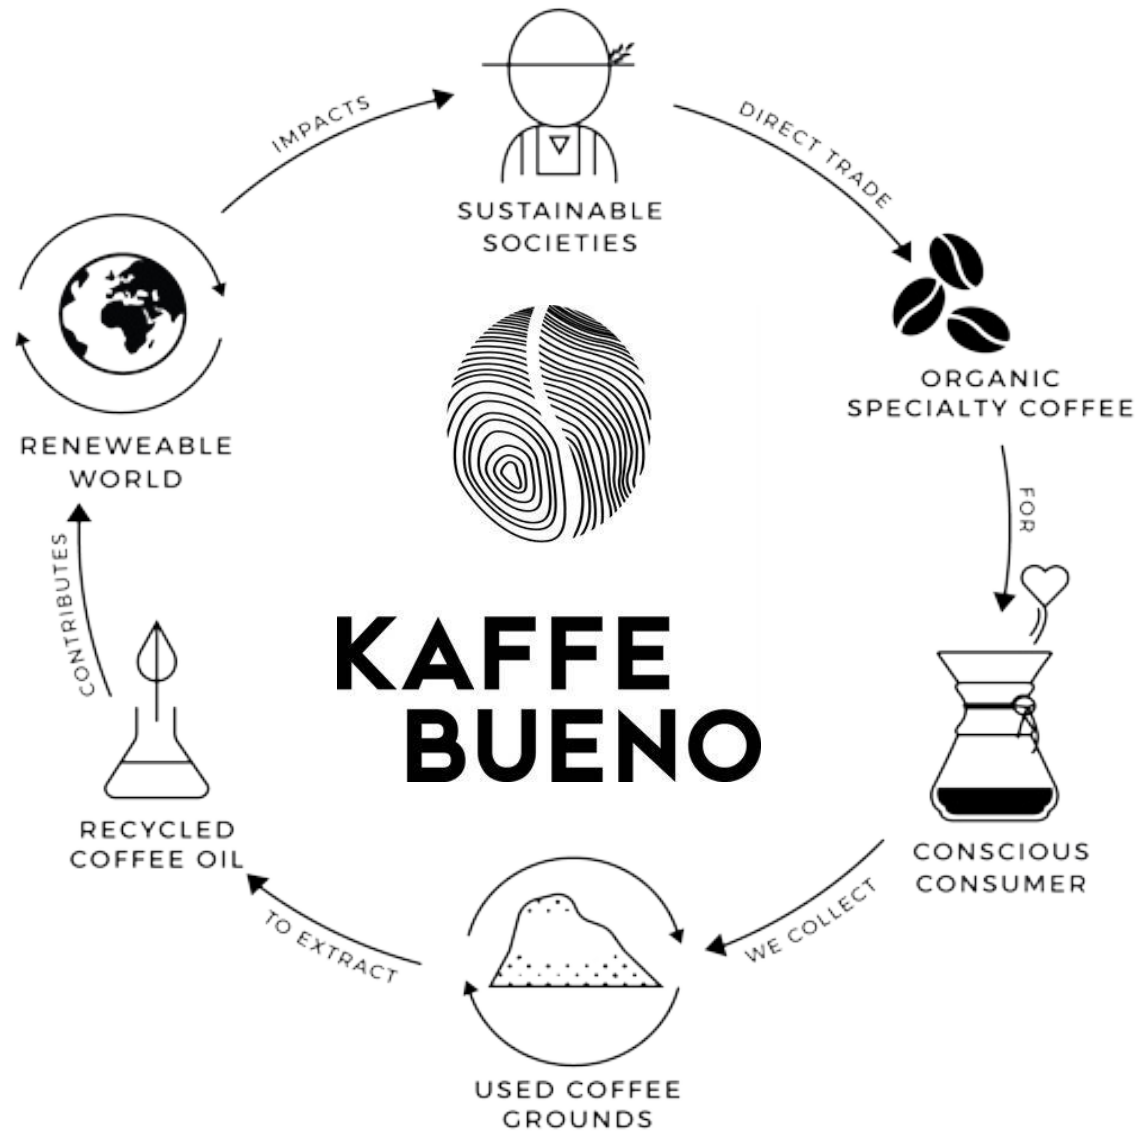 IMPACTS
SUSTAINABLE
SOCIETIES
DIRECT TRADE
ORGANIC
SPECIALTY COFFEE
FOR
CONSCIOUS
CONSUMER
WE COLLECT
USED COFFEE
GROUNDS
TO EXTRACT
RECYCLED
COFFEE OIL
CONTRIBUTES
RENEWEABLE
WORLD
KAFFE
BUENO